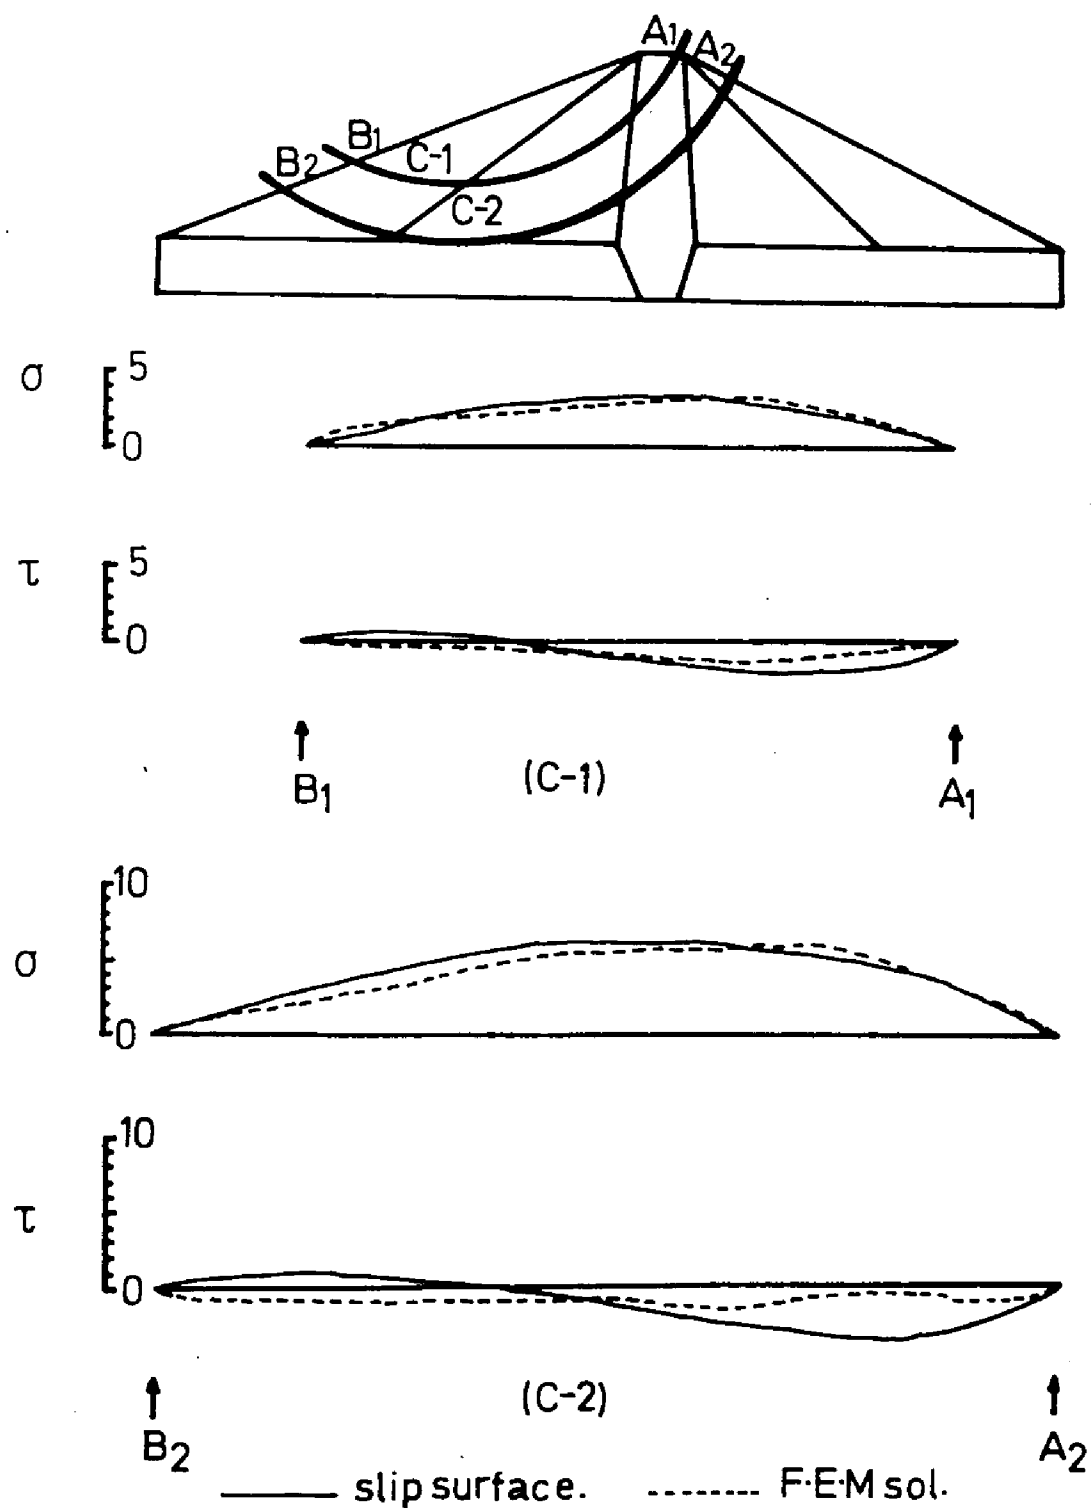 A1 A2
B1 C-1
B2 C-2
σ 5
0
τ 5
0
B1 (C-1) A1
10
σ
0
10
τ
0
B2 (C-2) A2
slip surface. F·E·M sol.